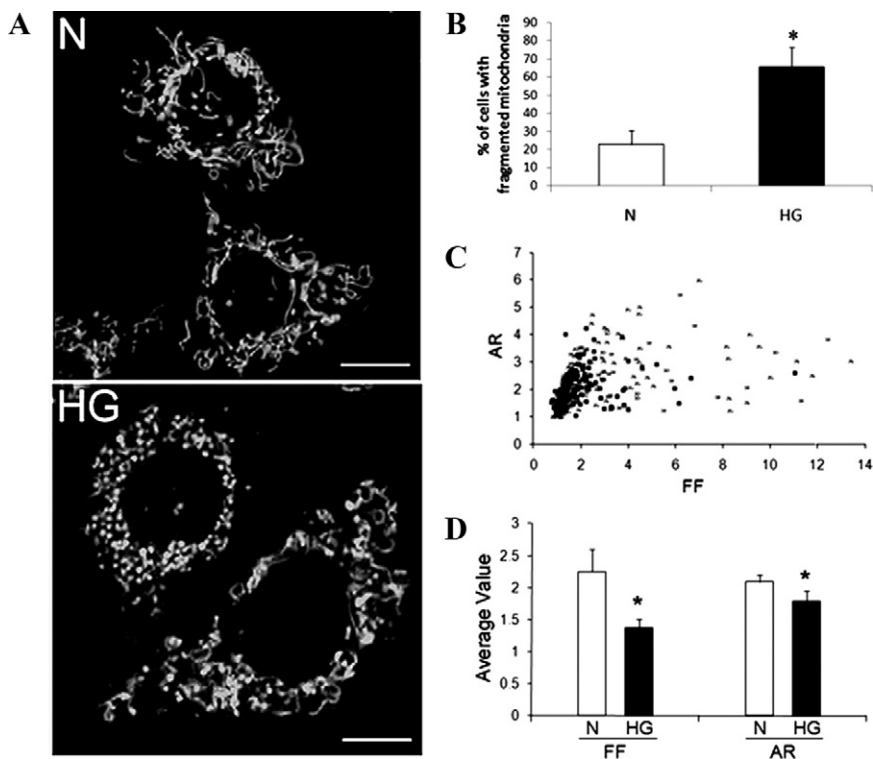 A
N
HG
B
% of cells with
fragmented mitochondria
90
80
70
60
50
40
30
20
10
0
*
N
HG
C
AR
7
6
5
4
3
2
1
0
0 2 4 6 8 10 12 14
FF
D
Average Value
3
2.5
2
1.5
1
0.5
0
*
*
N HG N HG
FF AR